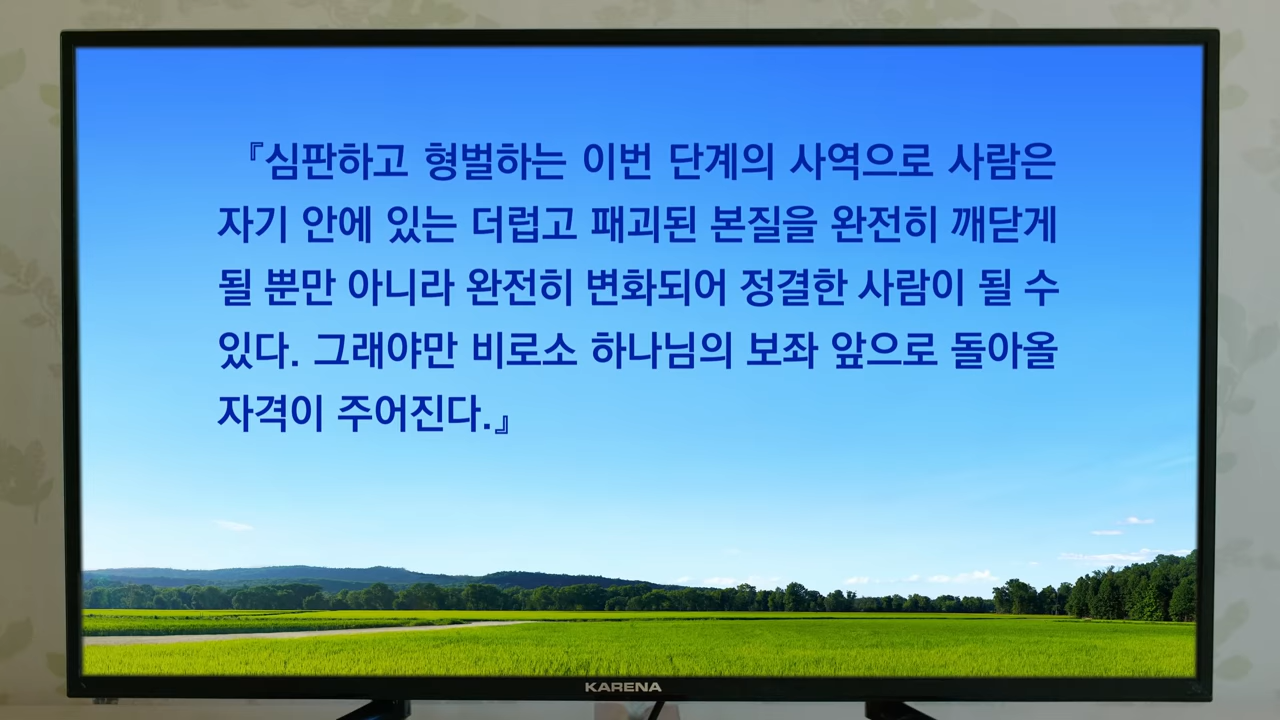 『심판하고 형벌하는 이번 단계의 사역으로 사람은
자기 안에 있는 더럽고 패괴된 본질을 완전히 깨닫게
될 뿐만 아니라 완전히 변화되어 정결한 사람이 될 수
있다. 그래야만 비로소 하나님의 보좌 앞으로 돌아올
자격이 주어진다.』
KARENA